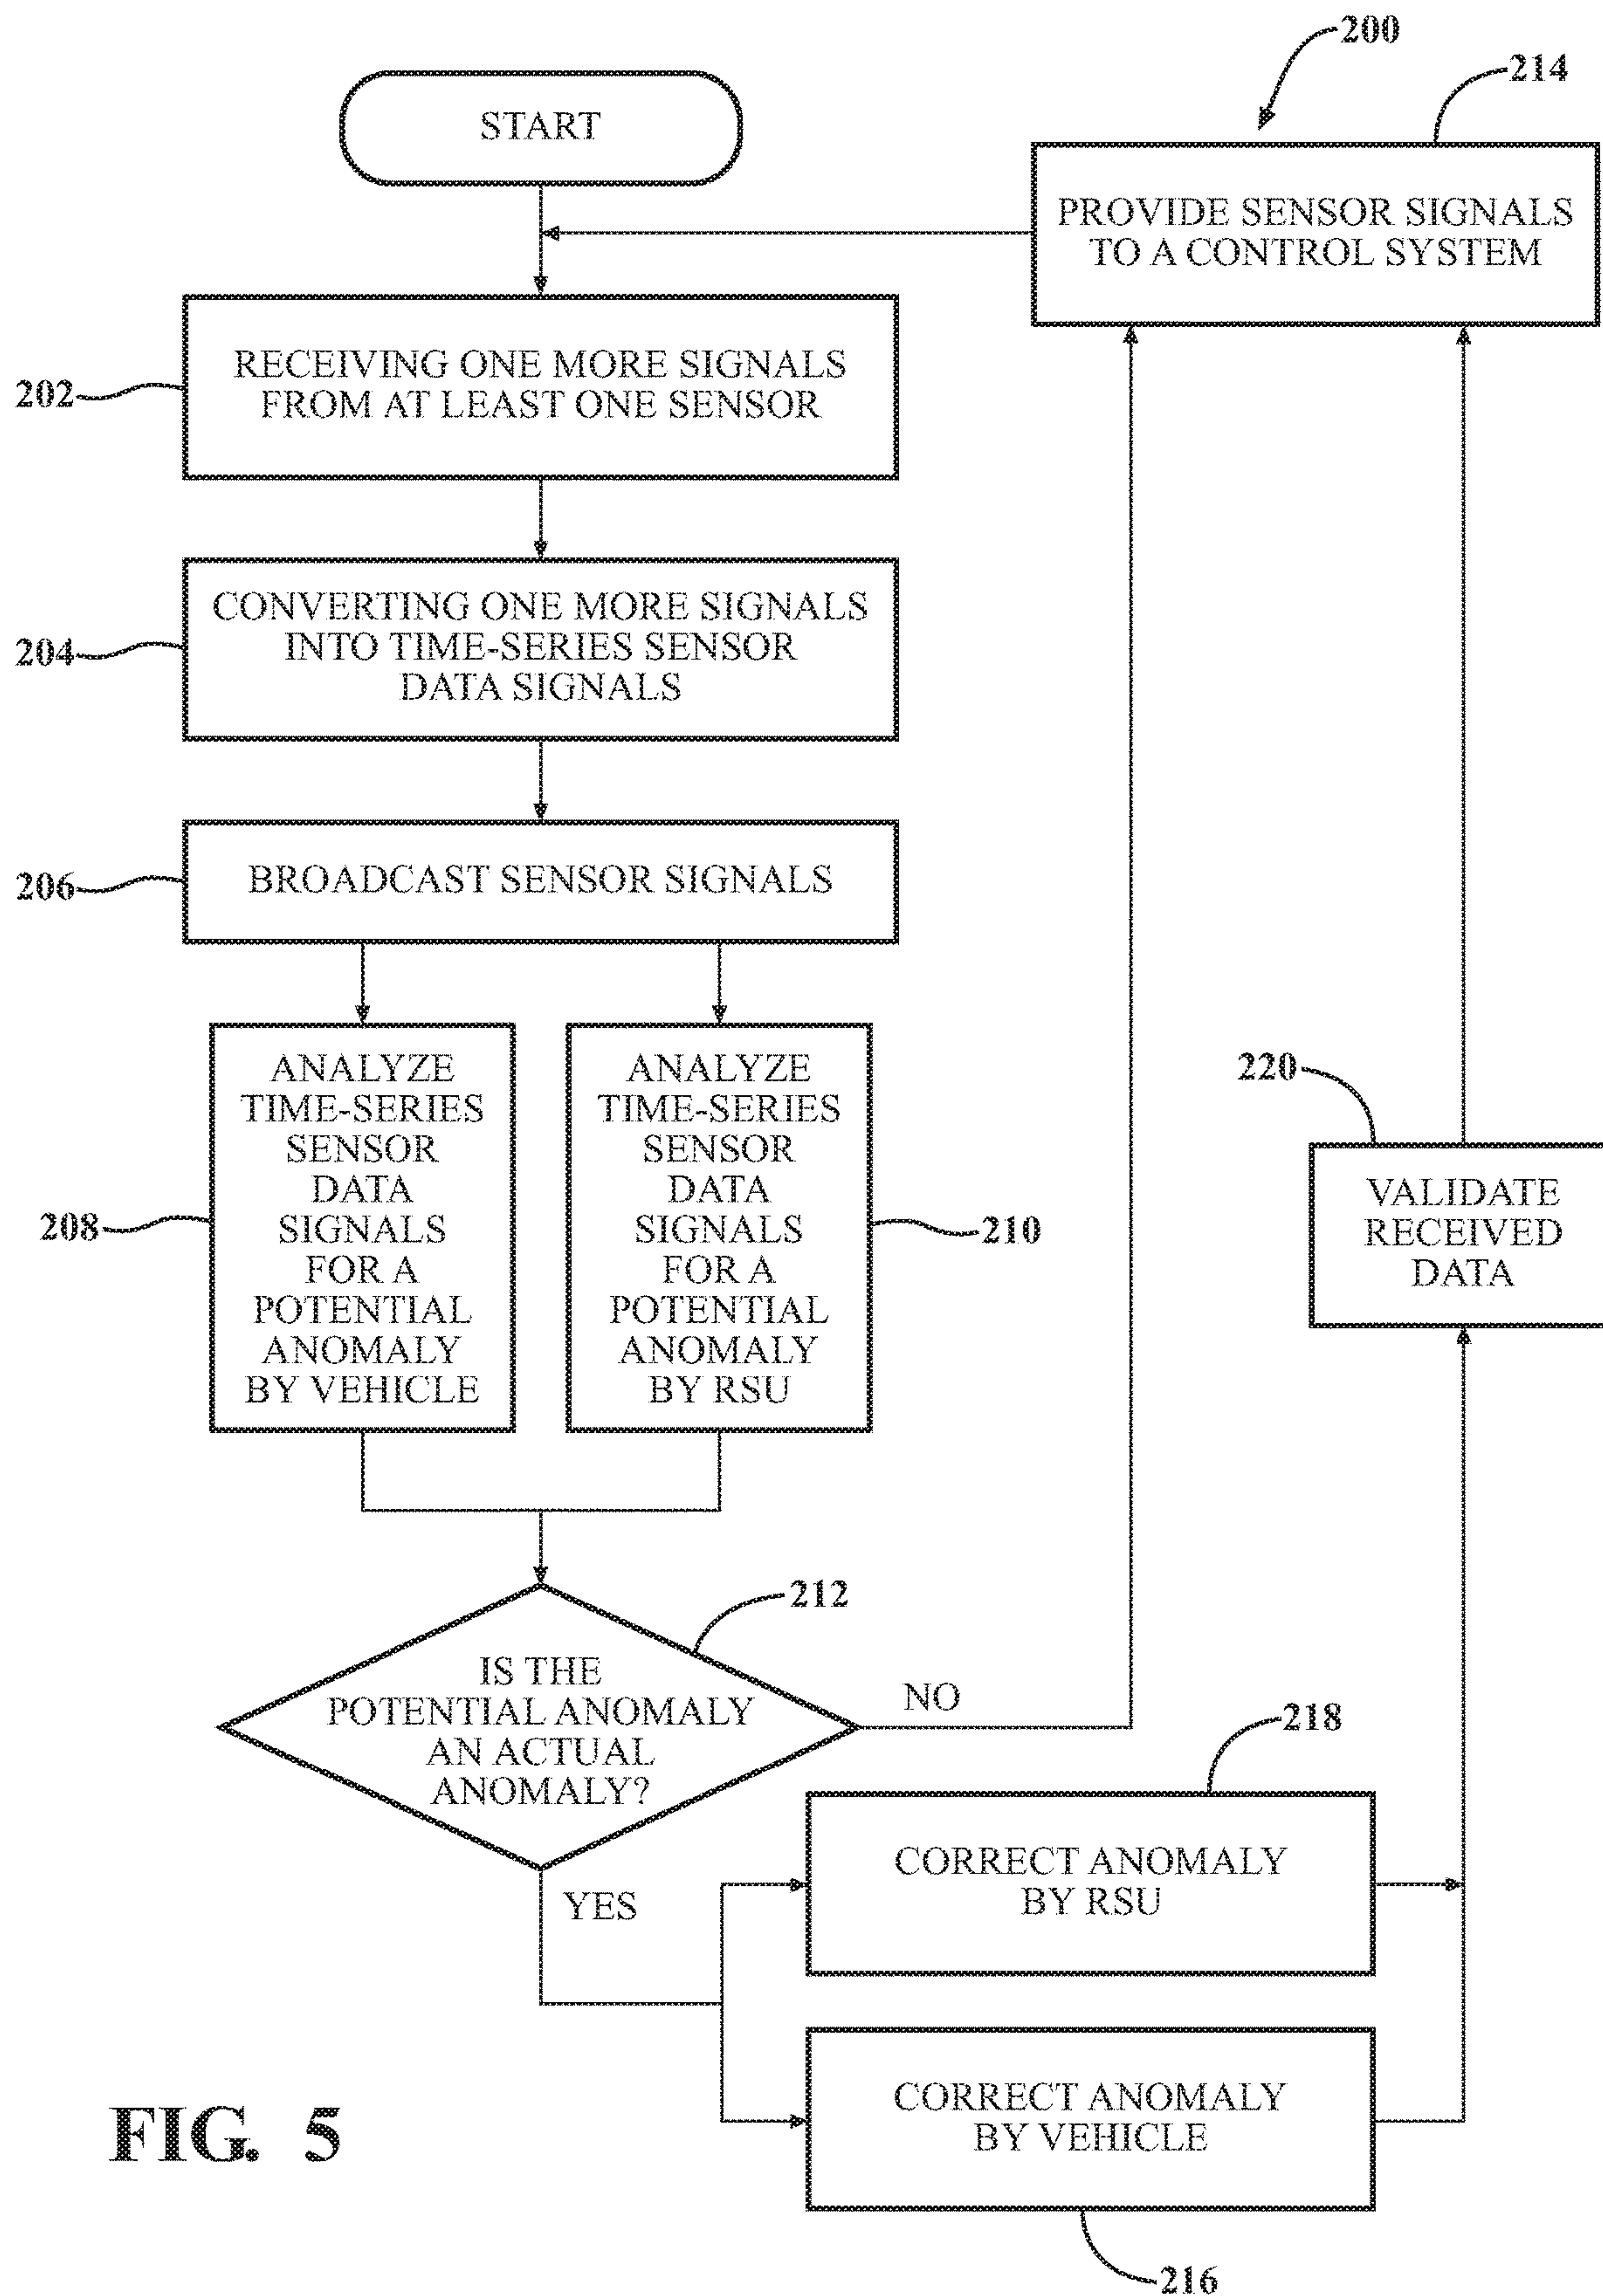 200
214
START
PROVIDE SENSOR SIGNALS
TO A CONTROL SYSTEM
RECEIVING ONE MORE SIGNALS
FROM AT LEAST ONE SENSOR
202
CONVERTING ONE MORE SIGNALS
INTO TIME-SERIES SENSOR
DATA SIGNALS
204
BROADCAST SENSOR SIGNALS
206
ANALYZE
TIME-SERIES
SENSOR
DATA
SIGNALS
FOR A
POTENTIAL
ANOMALY
BY VEHICLE
208
ANALYZE
TIME-SERIES
SENSOR
DATA
SIGNALS
FOR A
POTENTIAL
ANOMALY
BY RSU
210
220
VALIDATE
RECEIVED
DATA
212
IS THE
POTENTIAL ANOMALY
AN ACTUAL
ANOMALY?
NO
YES
218
CORRECT ANOMALY
BY RSU
CORRECT ANOMALY
BY VEHICLE
216
FIG. 5